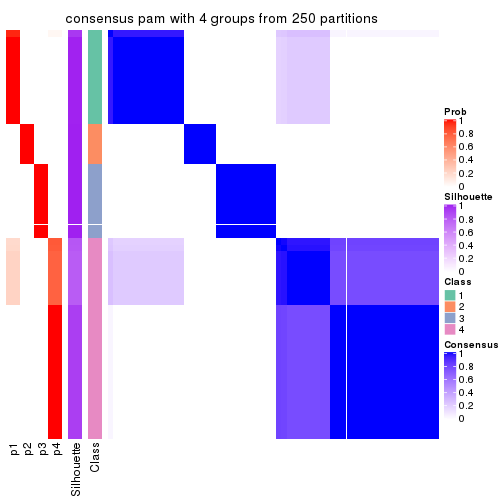 consensus pam with 4 groups from 250 partitions
Prob
1
0.8
0.6
0.4
0.2
0
Silhouette
1
0.8
0.6
0.4
0.2
0
Class
1
2
3
4
Consensus
1
0.8
0.6
0.4
0.2
0
p1
p2
p3
p4
Silhouette
Class